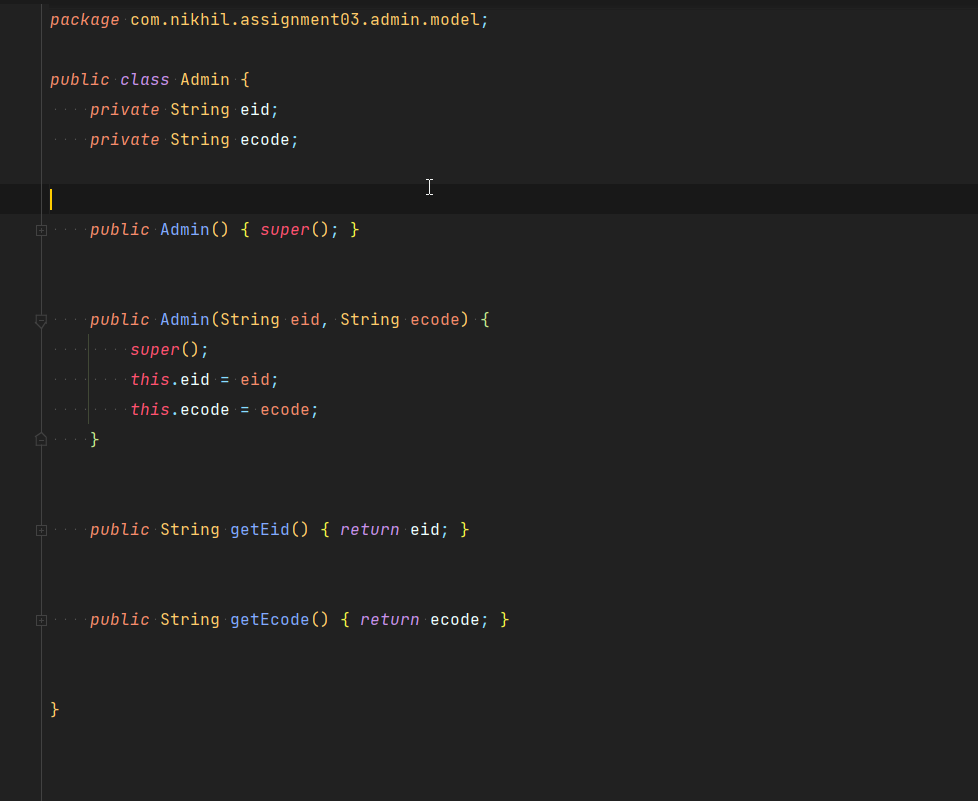 package com.nikhil.assignment03.admin.model;
public class Admin {
    private String eid;
    private String ecode;
    public Admin() { super(); }
    public Admin(String eid, String ecode) {
        super();
        this.eid = eid;
        this.ecode = ecode;
    }
    public String getEid() { return eid; }
    public String getEcode() { return ecode; }
}